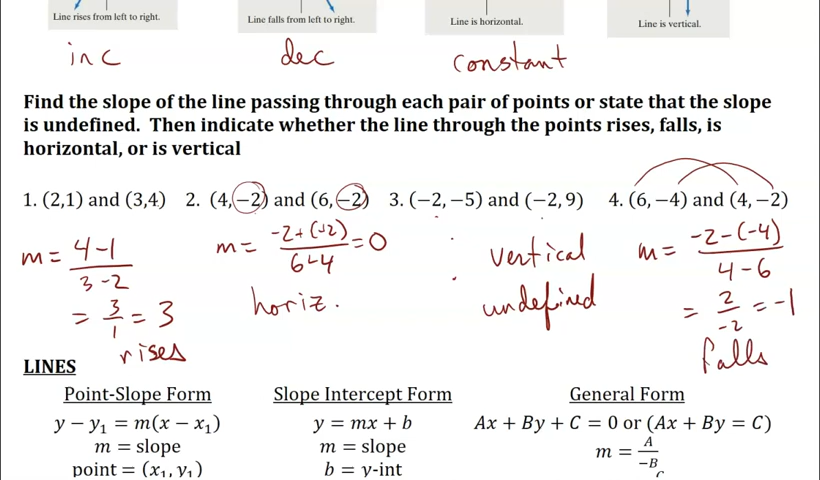 Line rises from left to right. Line falls from left to right. Line is horizontal. Line is vertical.
inc dec constant
Find the slope of the line passing through each pair of points or state that the slope
is undefined. Then indicate whether the line through the points rises, falls, is
horizontal, or is vertical
1. (2,1) and (3,4) 2. (4, −2) and (6, −2) 3. (−2, −5) and (−2, 9) 4. (6, −4) and (4, −2)
m = 4-1 / 3-2
= 3/1 = 3
rises
m = -2+(+2) / 6-4 = 0
horiz.
vertical
undefined
m = -2-(-4) / 4-6
= 2/-2 = -1
falls
LINES
Point-Slope Form
y − y₁ = m(x − x₁)
m = slope
point = (x₁, y₁)
Slope Intercept Form
y = mx + b
m = slope
b = y-int
General Form
Ax + By + C = 0 or (Ax + By = C)
m = A/−B